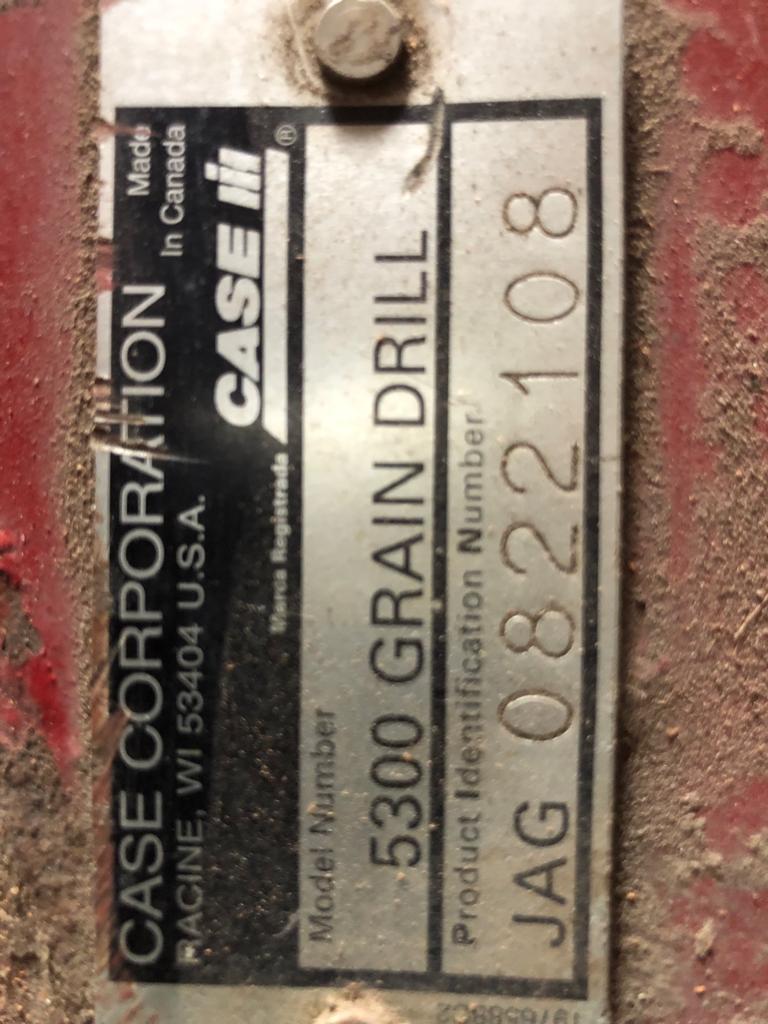 CASE CORPORATION
RACINE, WI 53404 U.S.A.
Made
In Canada
CASE III
®
Marca Registrada
Model Number
5300 GRAIN DRILL
Product Identification Number
JAG 0822108